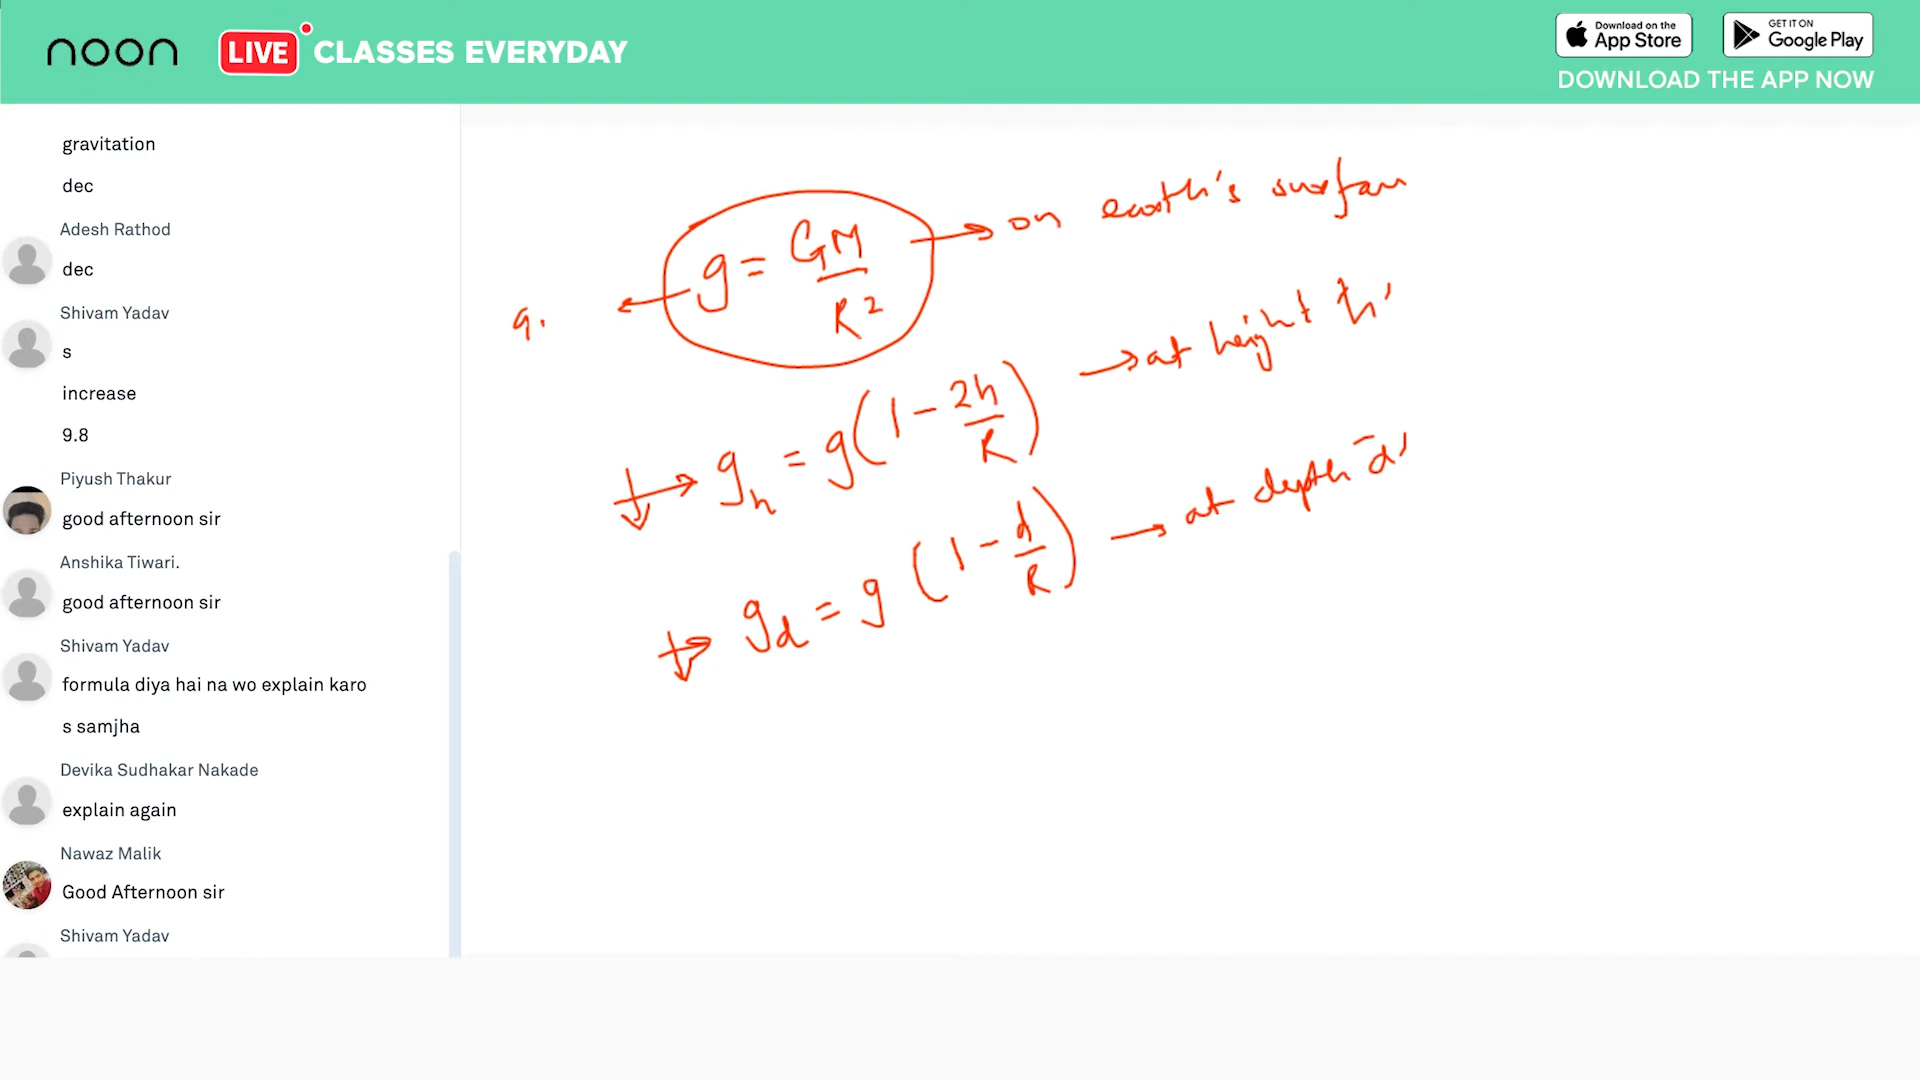 noon LIVE CLASSES EVERYDAY
Download on the App Store
GET IT ON Google Play
DOWNLOAD THE APP NOW
gravitation
dec
Adesh Rathod
dec
Shivam Yadav
s
increase
9.8
Piyush Thakur
good afternoon sir
Anshika Tiwari.
good afternoon sir
Shivam Yadav
formula diya hai na wo explain karo
s samjha
Devika Sudhakar Nakade
explain again
Nawaz Malik
Good Afternoon sir
Shivam Yadav
9. ← g = GM/R² → on earth's surface
↓ → g_h = g(1 - 2h/R) → at height 'h'
↓ → g_d = g(1 - d/R) → at depth 'd'